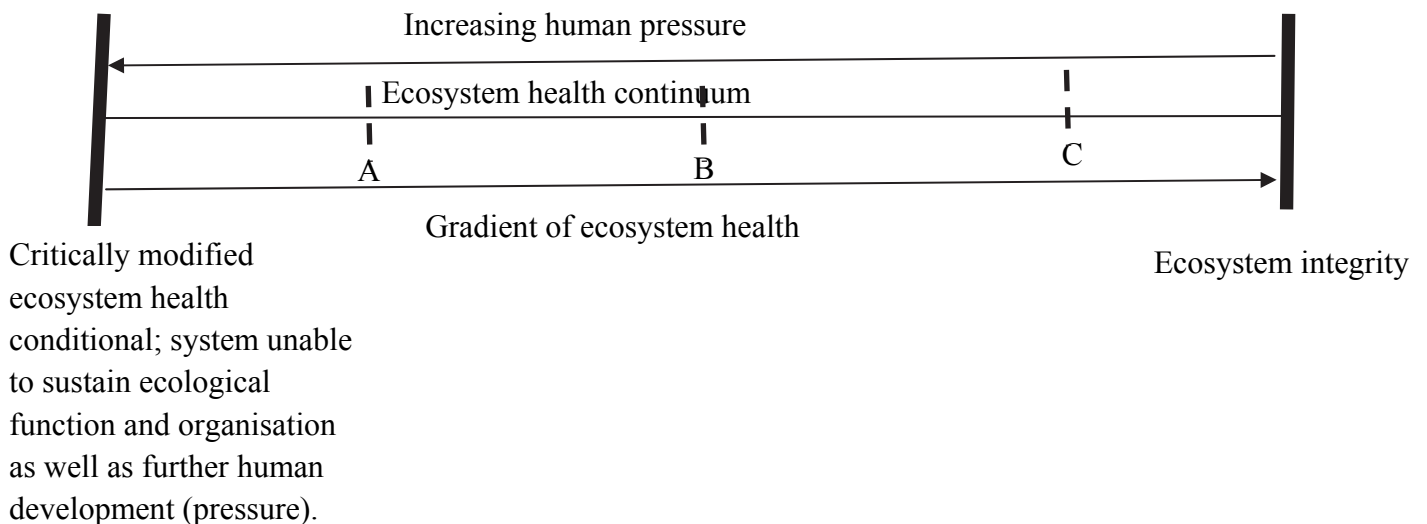 Increasing human pressure
Ecosystem health continuum
A
B
C
Gradient of ecosystem health
Critically modified
ecosystem health
conditional; system unable
to sustain ecological
function and organisation
as well as further human
development (pressure).
Ecosystem integrity